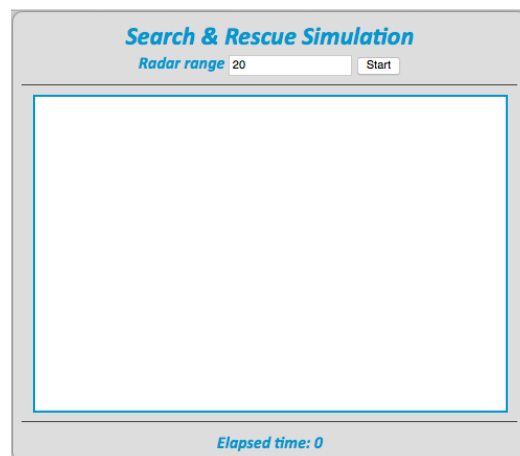 Search & Rescue Simulation
Radar range 20 Start
Elapsed time: 0